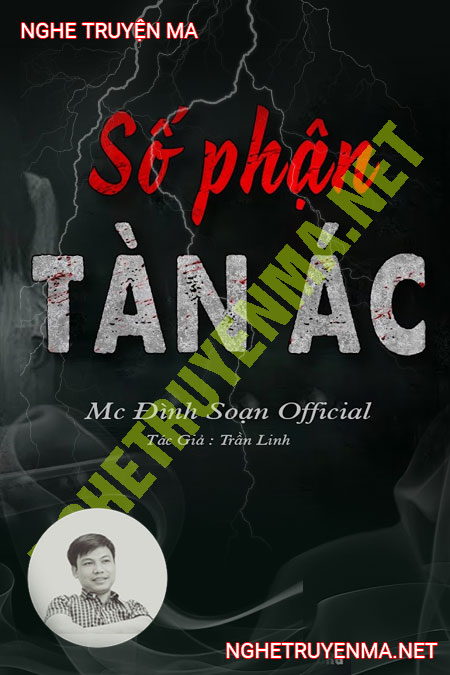 NGHE TRUYỆN MA
Số phận
TÀN ÁC
NGHETRUYENMA.NET
Mc Đình Soạn Official
Tác Giả : Trần Linh
NGHETRUYENMA.NET